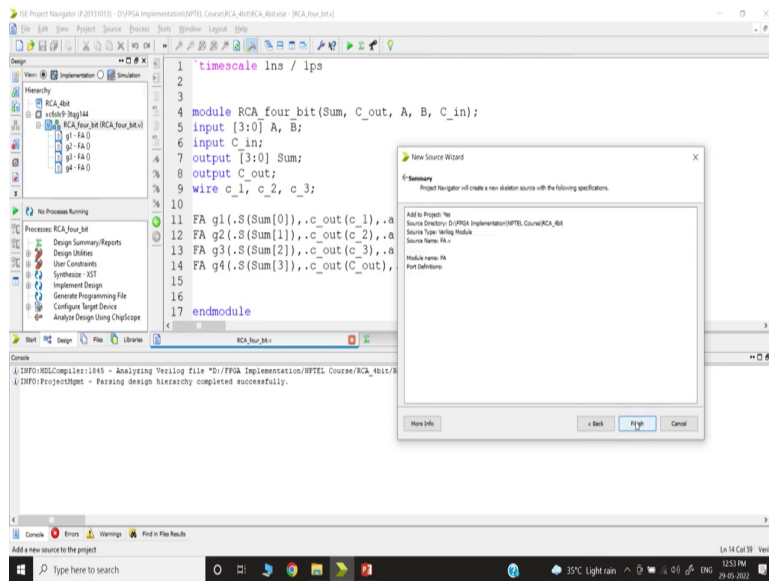 ISE Project Navigator (P.20131013) - D:\FPGA Implementation\NPTEL Course\RCA_4bit\RCA_4bit.xise - [RCA_four_bit.v]
File Edit View Project Source Process Tools Window Layout Help
Design
View: Implementation Simulation
Hierarchy
RCA_4bit
xc6slx9-3tqg144
RCA_four_bit (RCA_four_bit.v)
g1 - FA ()
g2 - FA ()
g3 - FA ()
g4 - FA ()
No Processes Running
Processes: RCA_four_bit
Design Summary/Reports
Design Utilities
User Constraints
Synthesize - XST
Implement Design
Generate Programming File
Configure Target Device
Analyze Design Using ChipScope
Start Design Files Libraries
1 `timescale 1ns / 1ps
2
3
4 module RCA_four_bit(Sum, C_out, A, B, C_in);
5 input [3:0] A, B;
6 input C_in;
7 output [3:0] Sum;
8 output C_out;
9 wire c_1, c_2, c_3;
10
11 FA g1(.S(Sum[0]),.c_out(c_1),.a
12 FA g2(.S(Sum[1]),.c_out(c_2),.a
13 FA g3(.S(Sum[2]),.c_out(c_3),.a
14 FA g4(.S(Sum[3]),.c_out(C_out),.
15
16
17 endmodule
RCA_four_bit.v
New Source Wizard
Summary
Project Navigator will create a new skeleton source with the following specifications.
Add to Project: Yes
Source Directory: D:\FPGA Implementation\NPTEL Course\RCA_4bit
Source Type: Verilog Module
Source Name: FA.v
Module name: FA
Port Definitions:
More Info < Back Finish Cancel
Console
INFO:HDLCompiler:1845 - Analyzing Verilog file "D:/FPGA Implementation/NPTEL Course/RCA_4bit/R
INFO:ProjectMgmt - Parsing design hierarchy completed successfully.
Console Errors Warnings Find in Files Results
Add a new source to the project
Ln 14 Col 59 Veri
Type here to search
35°C Light rain
ENG
12:53 PM
29-05-2022